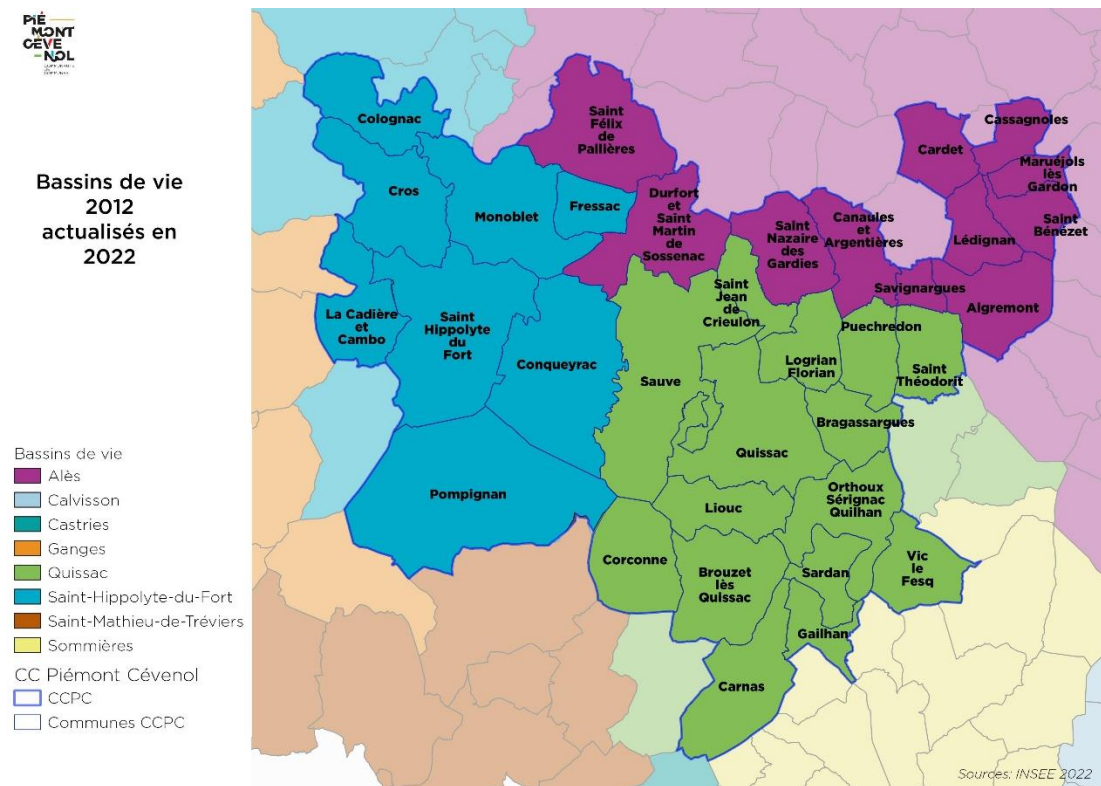 PIÉ
MONT
CÉVE
NOL
COMMUNAUTÉ
DE
COMMUNES
Bassins de vie
2012
actualisés en
2022
Bassins de vie
Alès
Calvisson
Castries
Ganges
Quissac
Saint-Hippolyte-du-Fort
Saint-Mathieu-de-Tréviers
Sommières
CC Piémont Cévenol
CCPC
Communes CCPC
Colognac
Saint
Félix
de
Pallières
Cassagnoles
Cardet
Maruéjols
lès
Gardon
Cros
Monoblet
Fressac
Durfort et
Saint
Martin
de
Sossenac
Saint
Nazaire
des
Gardies
Canaules
et
Argentières
Lédignan
Saint
Bénézet
Saint
Jean
de
Crieulon
Savignargues
Aigremont
La Cadière
et
Cambo
Saint
Hippolyte
du
Fort
Conqueyrac
Sauve
Logrian
Florian
Puechredon
Saint
Théodorit
Bragassargues
Quissac
Pompignan
Liouc
Orthoux
Sérignac
Quilhan
Corconne
Brouzet
lès
Quissac
Sardan
Vic
le
Fesq
Gailhan
Carnas
Sources: INSEE 2022